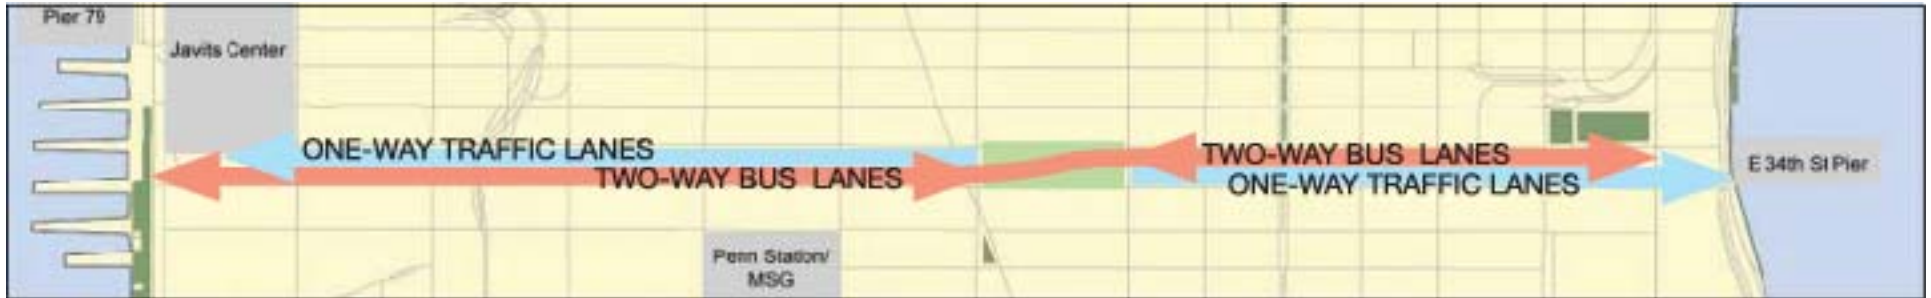 Pier 79
Javits Center
ONE-WAY TRAFFIC LANES
TWO-WAY BUS LANES
TWO-WAY BUS LANES
ONE-WAY TRAFFIC LANES
E 34th St Pier
Penn Station/
MSG